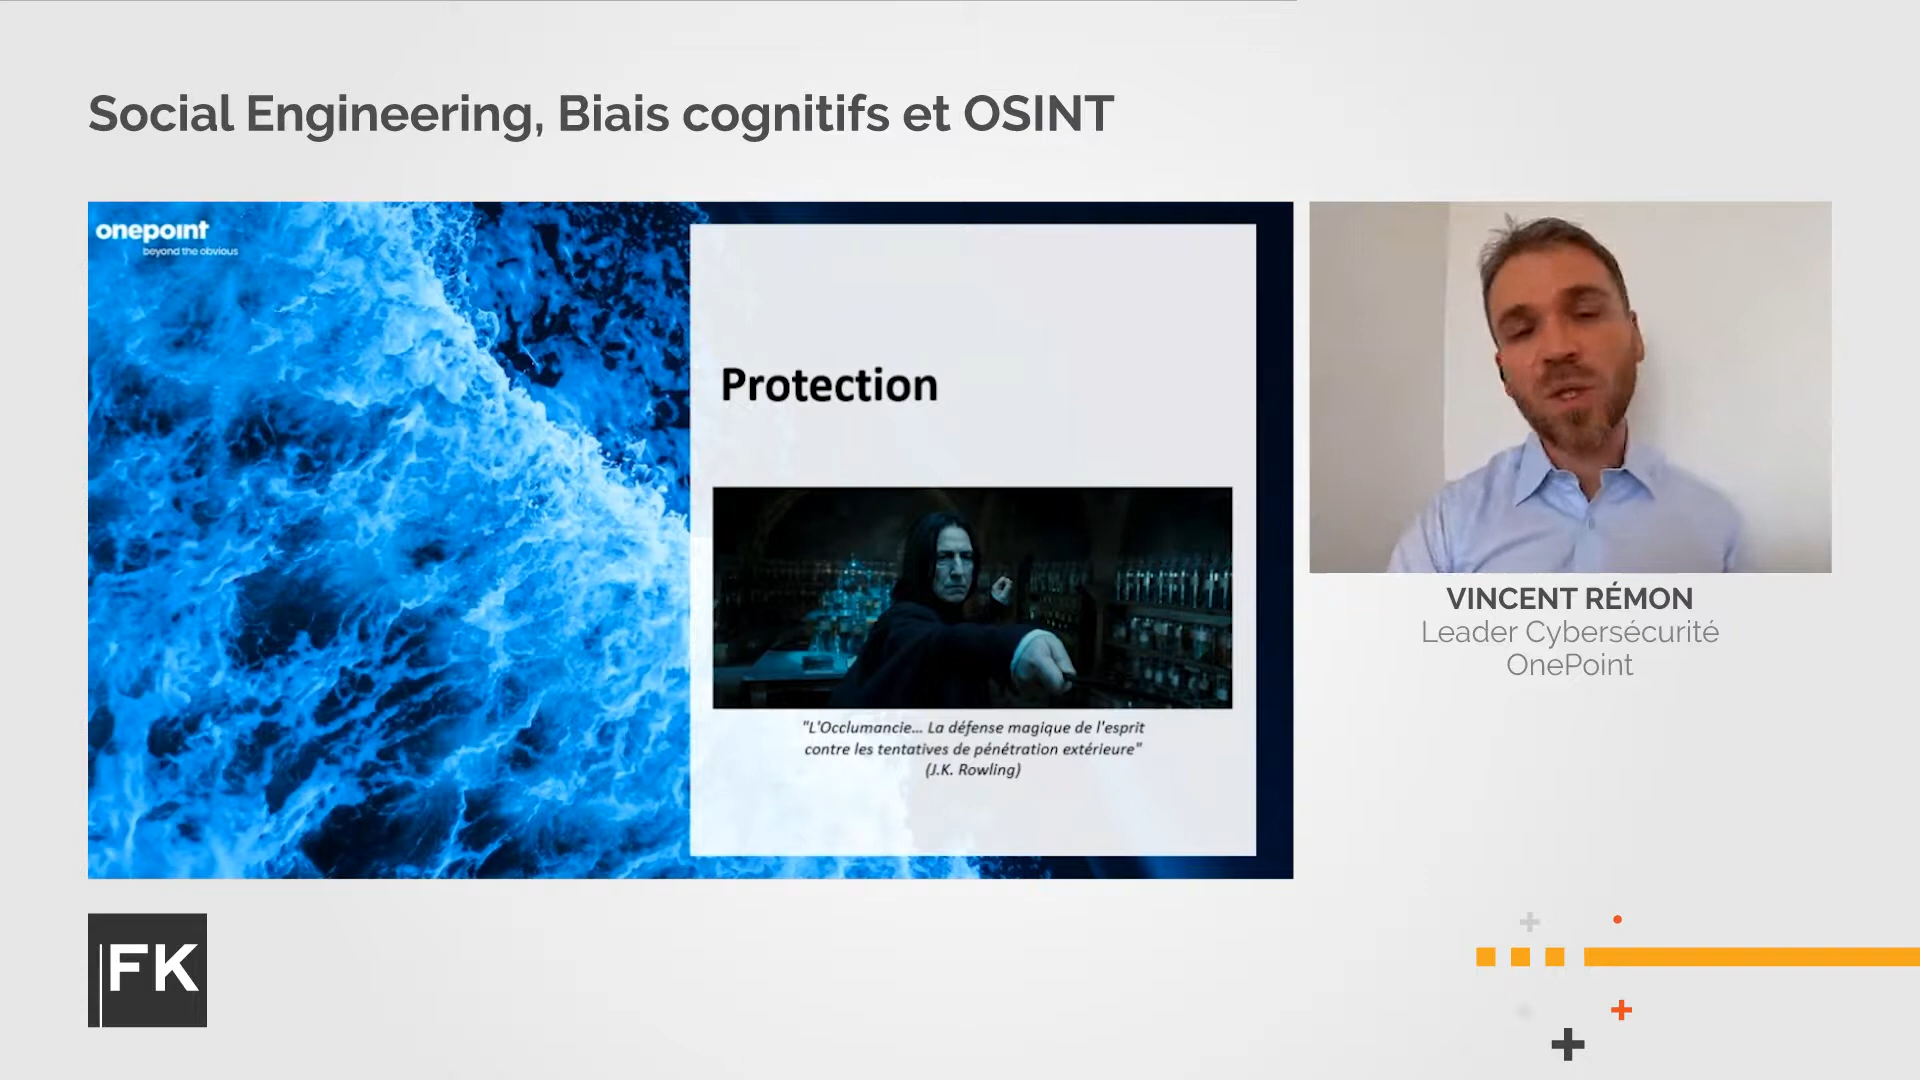 Social Engineering, Biais cognitifs et OSINT
onepoint
beyond the obvious
Protection
"L'Occlumancie... La défense magique de l'esprit
contre les tentatives de pénétration extérieure"
(J.K. Rowling)
VINCENT RÉMON
Leader Cybersécurité
OnePoint
FK